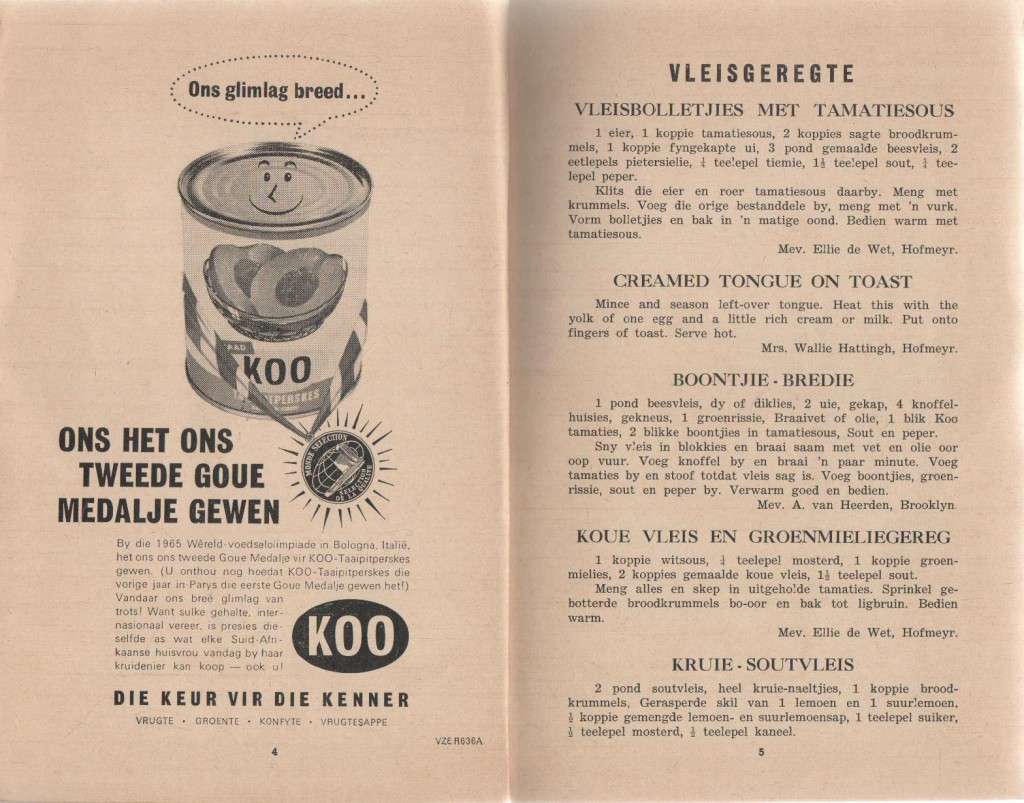 Ons glimlag breed...
KOO
ONS HET ONS
TWEEDE GOUE
MEDALJE GEWEN
By die 1965 Wêreld-voedselolimpiade in Bologna, Italië,
het ons ons tweede Goue Medalje vir KOO-Taaipitperskes
gewen. (U onthou nog hoedat KOO-Taaipitperskes die
vorige jaar in Parys die eerste Goue Medalje gewen het!)
Vandaar ons breë glimlag van
trots! Want sulke gehalte, inter-
nasionaal vereer, is presies die-
selfde as wat elke Suid-Afri-
kaanse huisvrou vandag by haar
kruidenier kan koop — ook u!
KOO
DIE KEUR VIR DIE KENNER
VRUGTE · GROENTE · KONFYTE · VRUGTESAPPE
VZE R636A
4
VLEISGEREGTE
VLEISBOLLETJIES MET TAMATIESOUS
1 eier, 1 koppie tamatiesous, 2 koppies sagte broodkrum-
mels, 1 koppie fyngekapte ui, 3 pond gemaalde beesvleis, 2
eetlepels pietersielie, ¼ teelepel tiemie, 1½ teelepel sout, ¼ tee-
lepel peper.
Klits die eier en roer tamatiesous daarby. Meng met
krummels. Voeg die orige bestanddele by, meng met 'n vurk.
Vorm bolletjies en bak in 'n matige oond. Bedien warm met
tamatiesous.
Mev. Ellie de Wet, Hofmeyr.
CREAMED TONGUE ON TOAST
Mince and season left-over tongue. Heat this with the
yolk of one egg and a little rich cream or milk. Put onto
fingers of toast. Serve hot.
Mrs. Wallie Hattingh, Hofmeyr.
BOONTJIE - BREDIE
1 pond beesvleis, dy of diklies, 2 uie, gekap, 4 knoffel-
huisies, gekneus, 1 groenrissie, Braaivet of olie, 1 blik Koo
tamaties, 2 blikke boontjies in tamatiesous, Sout en peper.
Sny vleis in blokkies en braai saam met vet en olie oor
oop vuur. Voeg knoffel by en braai 'n paar minute. Voeg
tamaties by en stoof totdat vleis sag is. Voeg boontjies, groen-
rissie, sout en peper by. Verwarm goed en bedien.
Mev. A. van Heerden, Brooklyn.
KOUE VLEIS EN GROENMIELIEGEREG
1 koppie witsous, ¼ teelepel mosterd, 1 koppie groen-
mielies, 2 koppies gemaalde koue vleis, 1½ teelepel sout.
Meng alles en skep in uitgeholde tamaties. Sprinkel ge-
botterde broodkrummels bo-oor en bak tot ligbruin. Bedien
warm.
Mev. Ellie de Wet, Hofmeyr.
KRUIE - SOUTVLEIS
2 pond soutvleis, heel kruie-naeltjies, 1 koppie brood-
krummels, Gerasperde skil van 1 lemoen en 1 suurlemoen,
½ koppie gemengde lemoen- en suurlemoensap, 1 teelepel suiker,
½ teelepel mosterd, ½ teelepel kaneel.
5